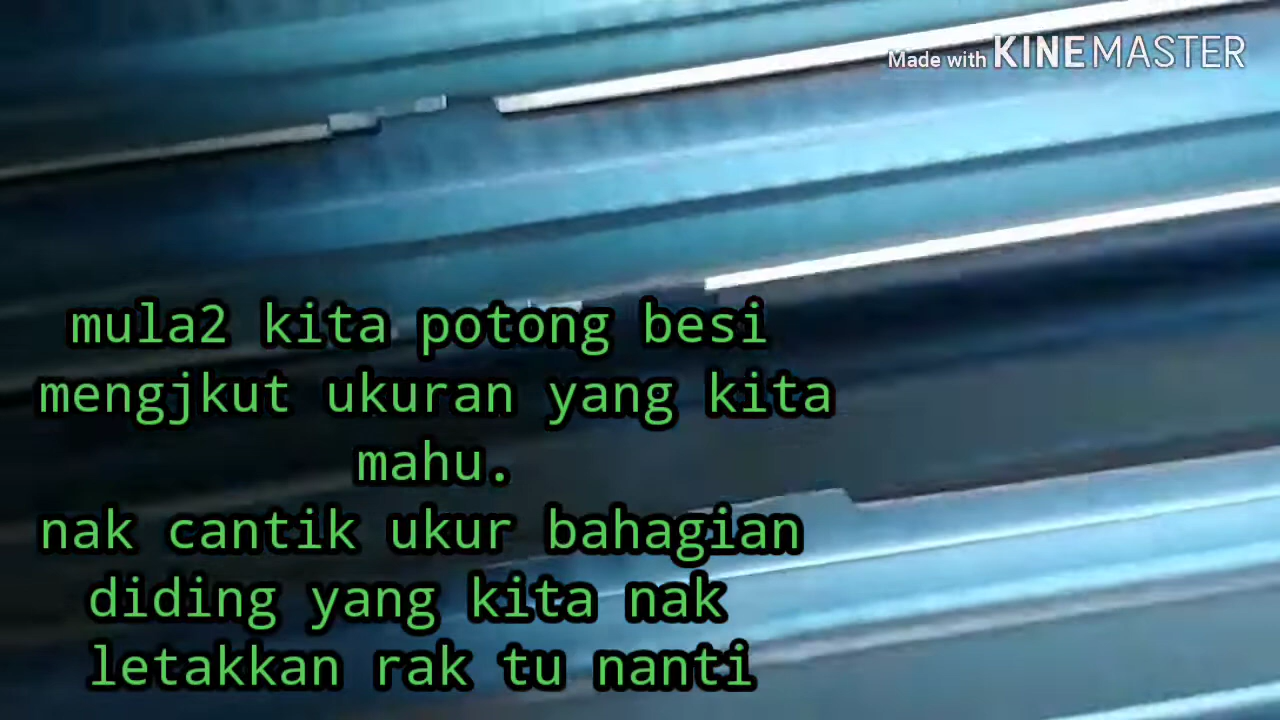 Made with KINEMASTER
mula2 kita potong besi
mengjkut ukuran yang kita
mahu.
nak cantik ukur bahagian
diding yang kita nak
letakkan rak tu nanti